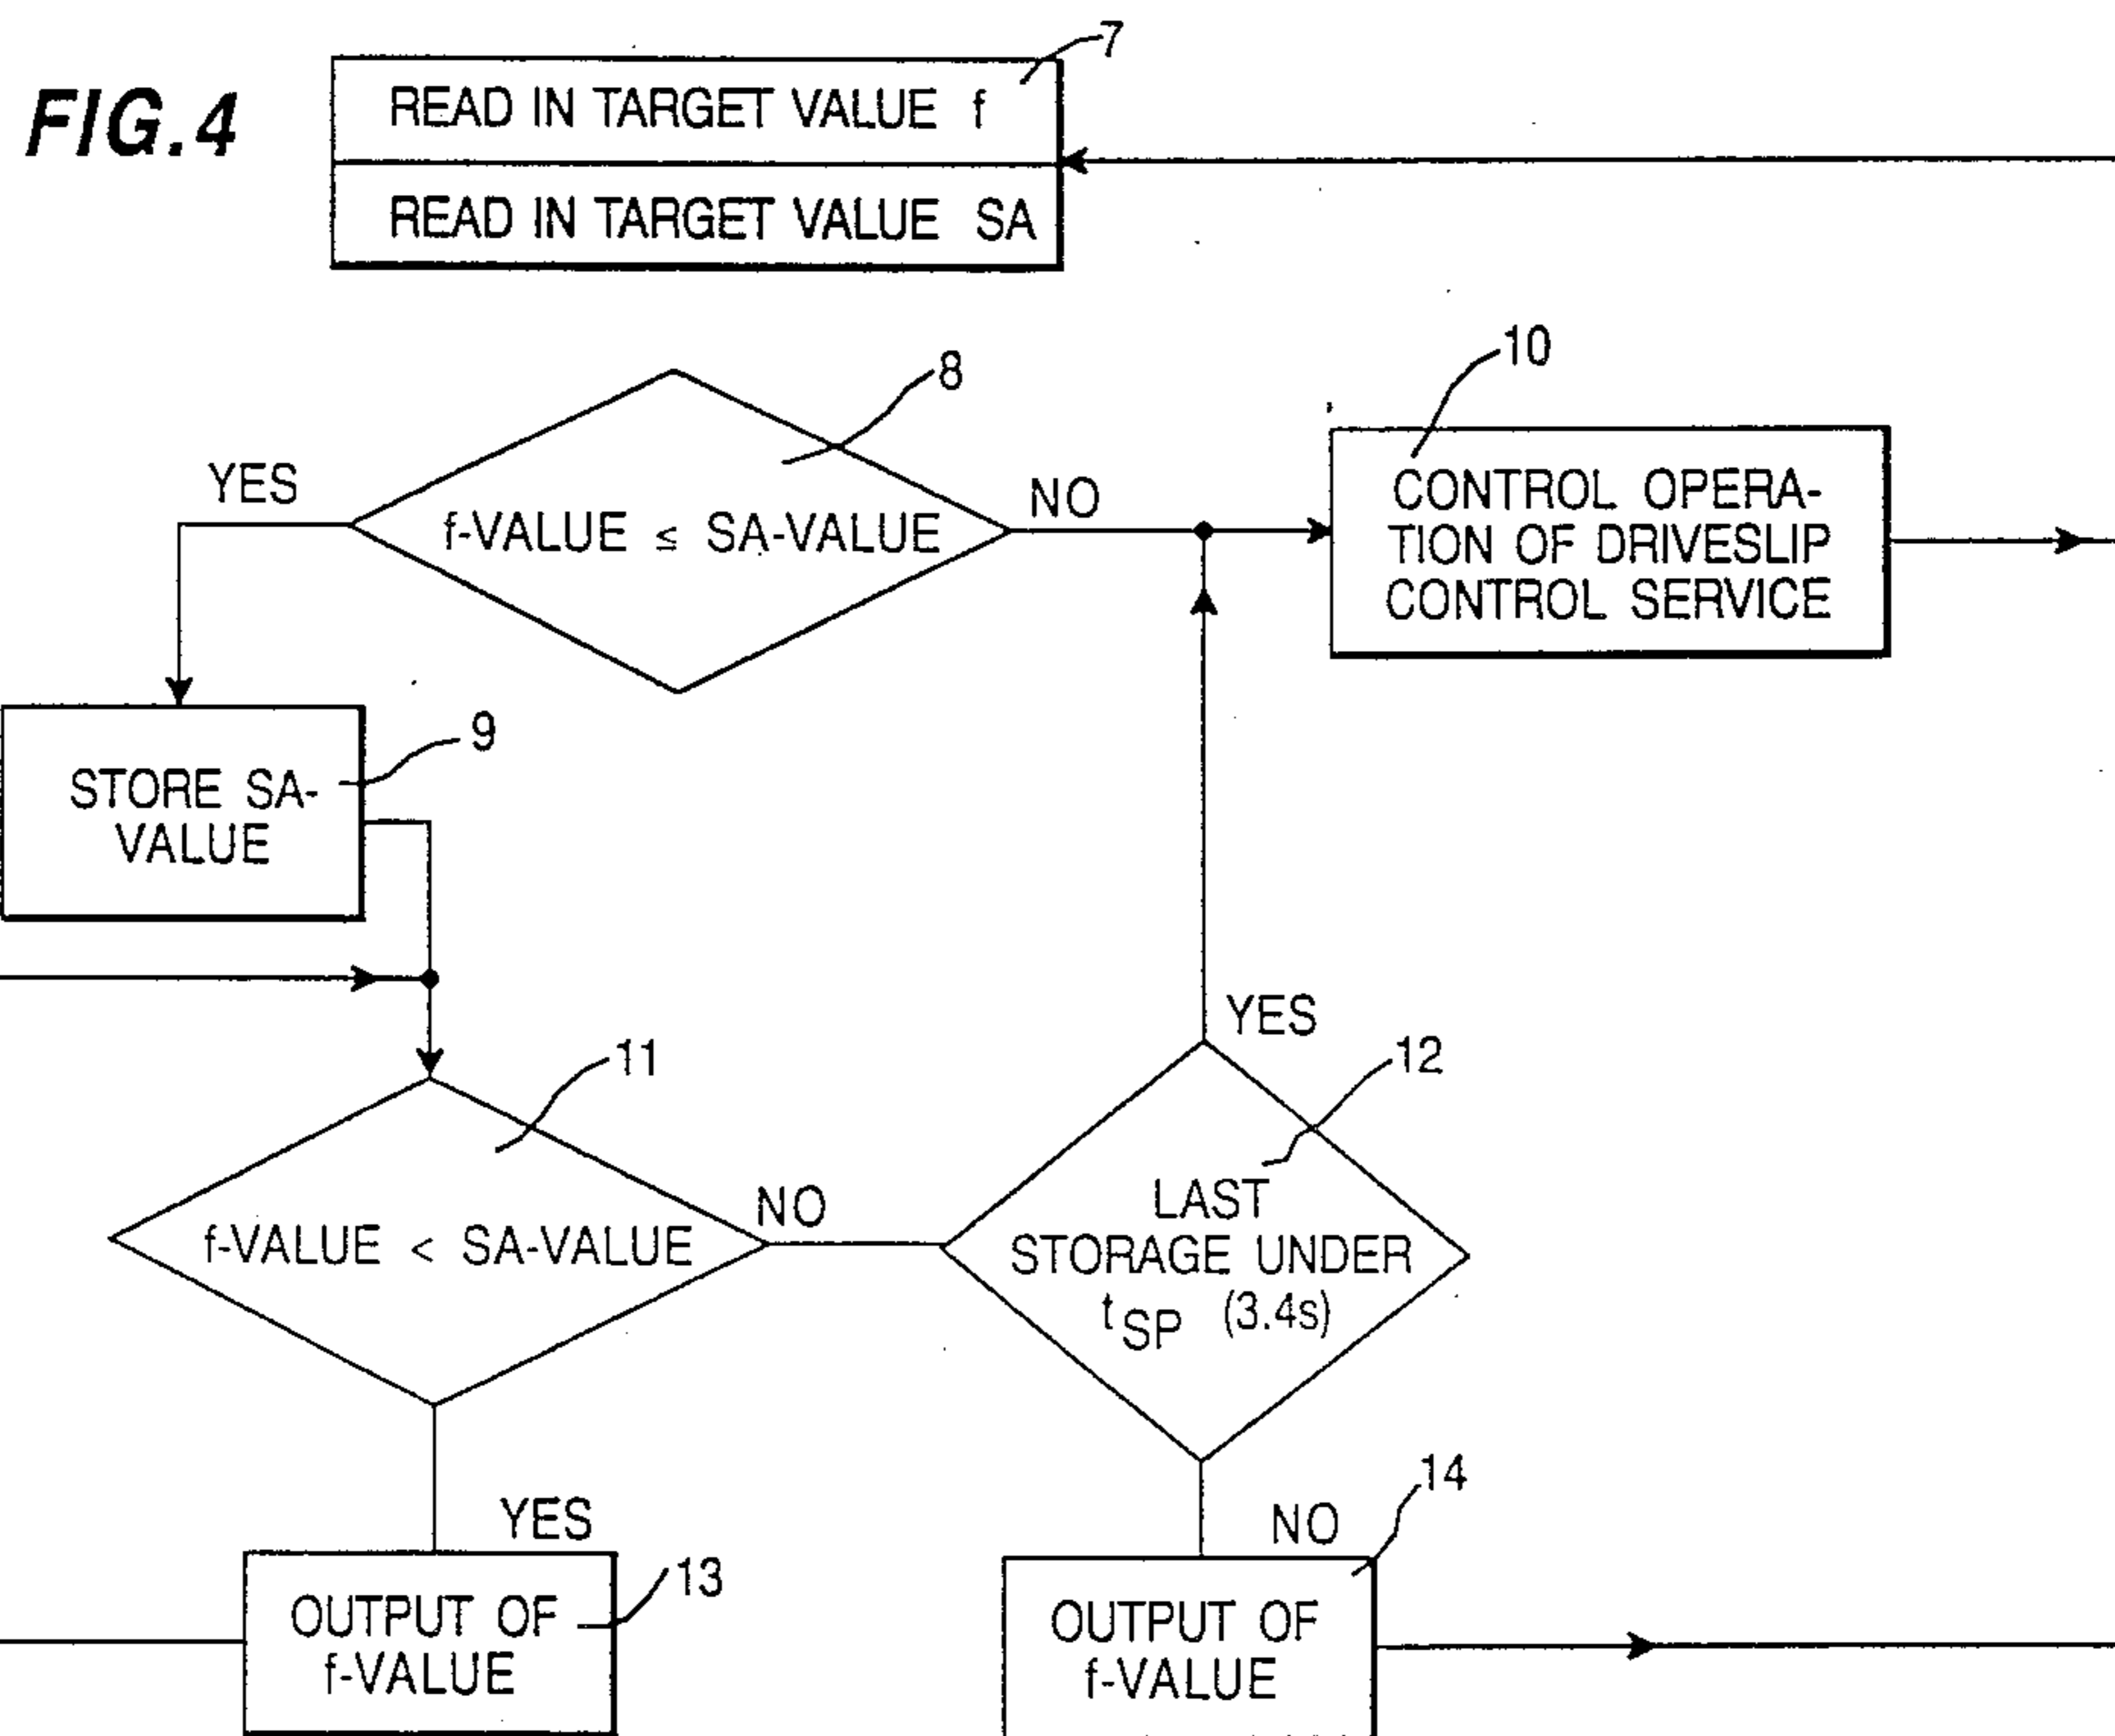 FIG.4
7
READ IN TARGET VALUE f
READ IN TARGET VALUE SA
8
10
YES
f-VALUE ≤ SA-VALUE
NO
CONTROL OPERA-
TION OF DRIVESLIP
CONTROL SERVICE
9
STORE SA-
VALUE
YES
11
12
f-VALUE < SA-VALUE
NO
LAST
STORAGE UNDER
tSP (3.4s)
YES
NO
14
13
OUTPUT OF
f-VALUE
OUTPUT OF
f-VALUE